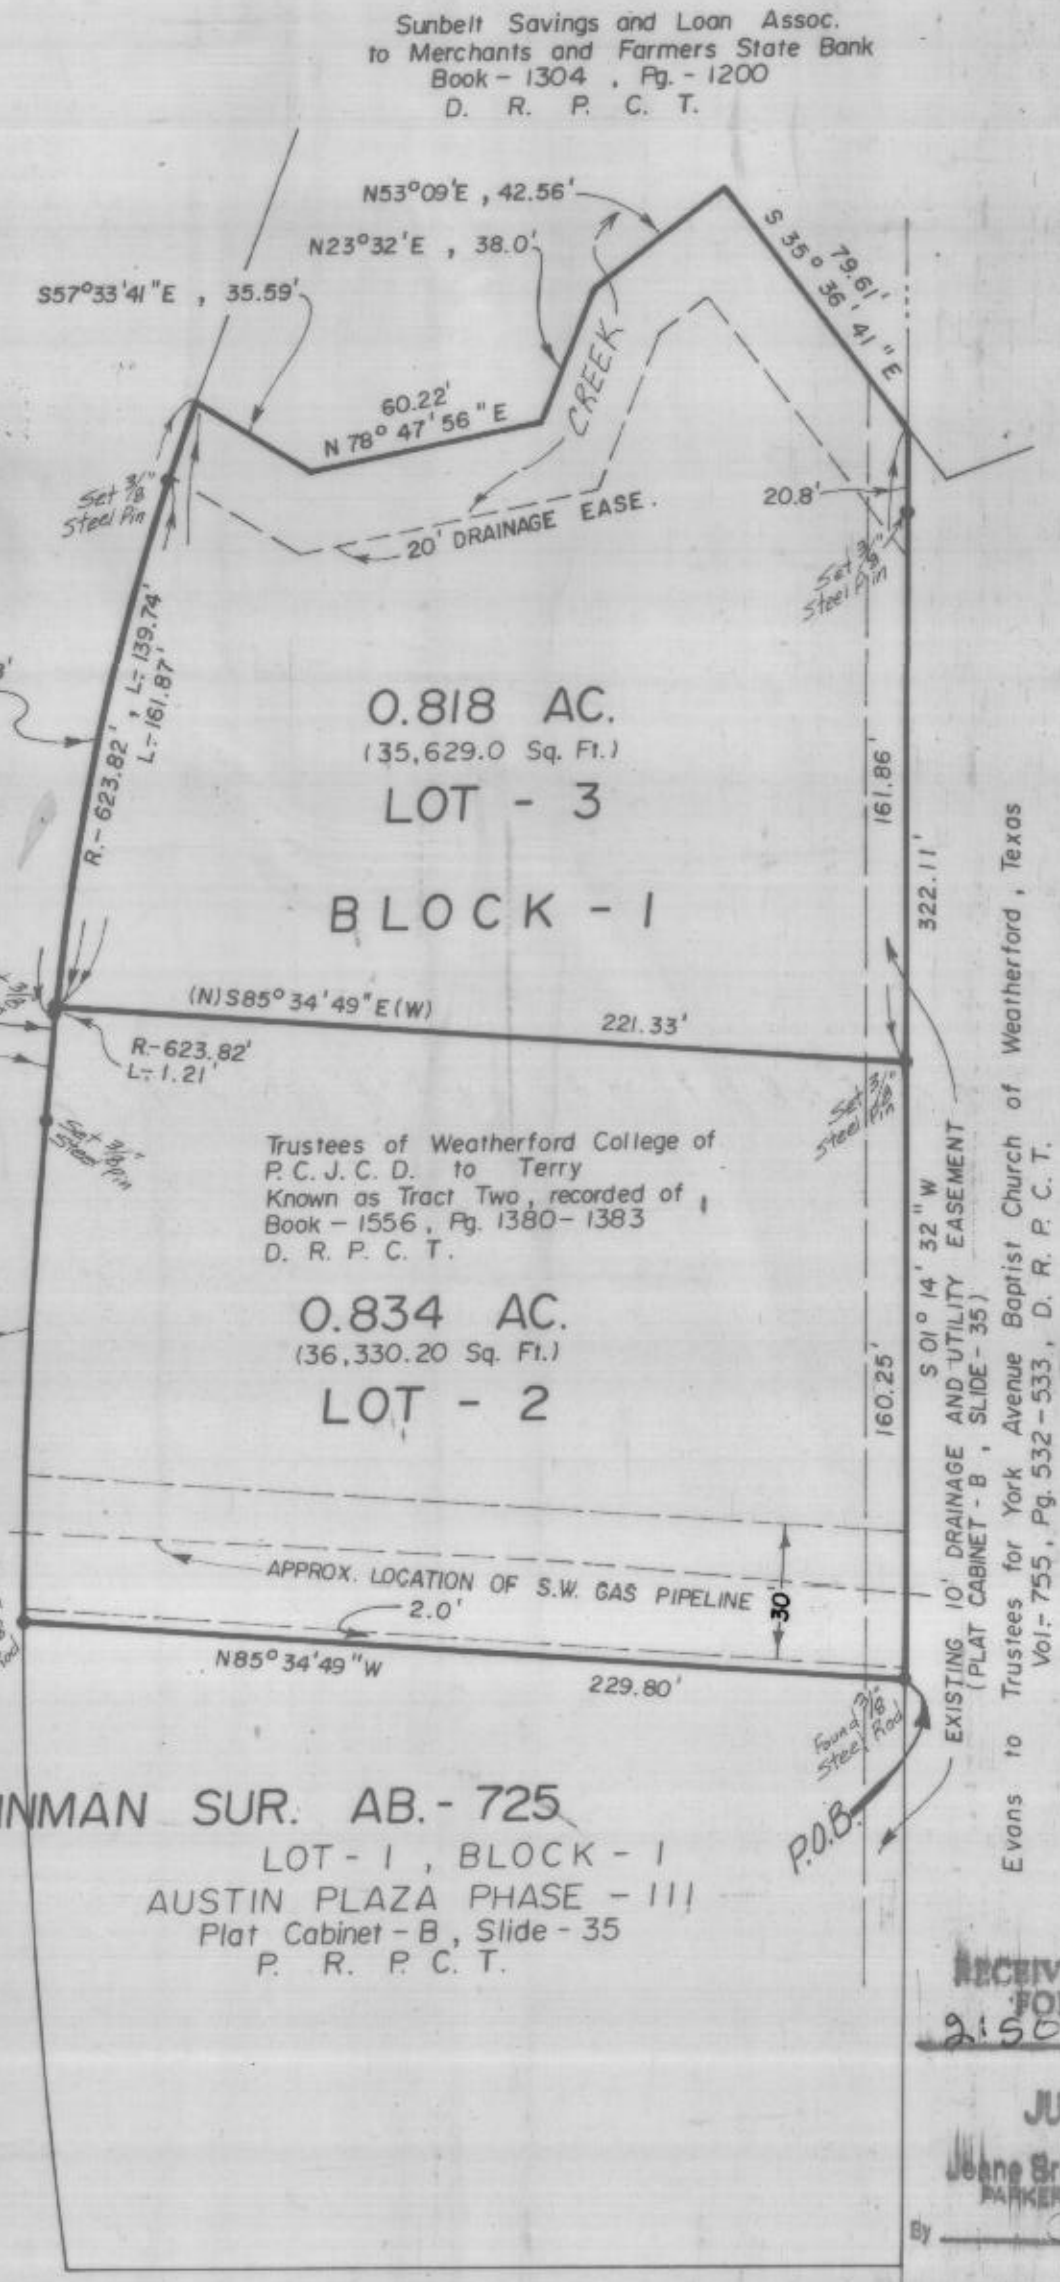 Sunbelt Savings and Loan Assoc.
to Merchants and Farmers State Bank
Book - 1304 , Pg. - 1200
D. R. P. C. T.
N53°09'E , 42.56'
N23°32'E , 38.0'
S57°33'41"E , 35.59'
79.61'
S 35° 36' 41" E
60.22'
N 78° 47' 56" E
CREEK
Set 3/8"
Steel Pin
20' DRAINAGE EASE.
20.8'
Set 3/8"
Steel Pin
R.- 623.82' , L.- 139.74'
L.- 161.87'
0.818 AC.
(35,629.0 Sq. Ft.)
LOT - 3
BLOCK - 1
161.86'
322.11'
(N)S85°34'49"E(W)
221.33'
R.-623.82'
L.- 1.21'
Set 3/8"
Steel Pin
Set 3/8"
Steel pin
Trustees of Weatherford College of
P. C. J. C. D. to Terry
Known as Tract Two, recorded of
Book - 1556, Pg. 1380-1383
D. R. P. C. T.
0.834 AC.
(36,330.20 Sq. Ft.)
LOT - 2
160.25'
S 01° 14' 32" W
EXISTING 10' DRAINAGE AND UTILITY EASEMENT
(PLAT CABINET - B , SLIDE - 35)
Evans to Trustees for York Avenue Baptist Church of Weatherford , Texas
Vol.- 755, Pg. 532-533, D. R. P. C. T.
APPROX. LOCATION OF S.W. GAS PIPELINE
30'
2.0'
N85°34'49"W
229.80'
Found 3/8"
Steel Rod
P.O.B.
INMAN SUR. AB. - 725
LOT - 1 , BLOCK - 1
AUSTIN PLAZA PHASE - III
Plat Cabinet - B , Slide - 35
P. R. P. C. T.
RECEIV
FO
2:50
JU
Jeane Br
PARKER
By